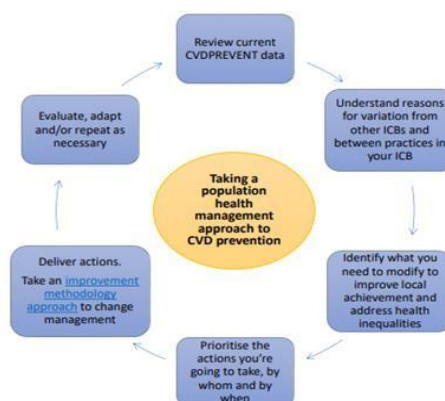 Review current
CVDPREVENT data
Understand reasons
for variation from
other ICBs and
between practices in
your ICB
Identify what you
need to modify to
improve local
achievement and
address health
inequalities
Prioritise the
actions you're
going to take, by
whom and by
when
Deliver actions.
Take an improvement
methodology
approach to change
management
Evaluate, adapt
and/or repeat as
necessary
Taking a
population
health
management
approach to
CVD prevention